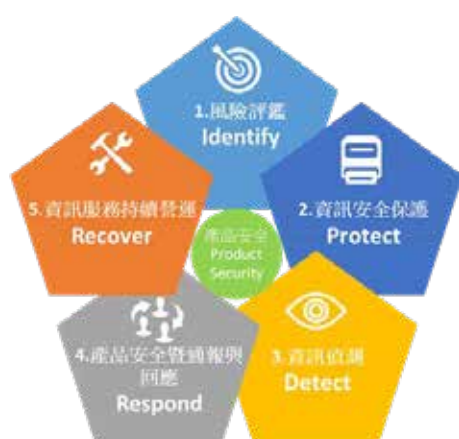 1.風險評鑑
Identify
2.資訊安全保護
Protect
3.資訊偵測
Detect
4.產品安全暨通報與
回應
Respond
5.資訊服務持續營運
Recover
產品安全
Product
Security